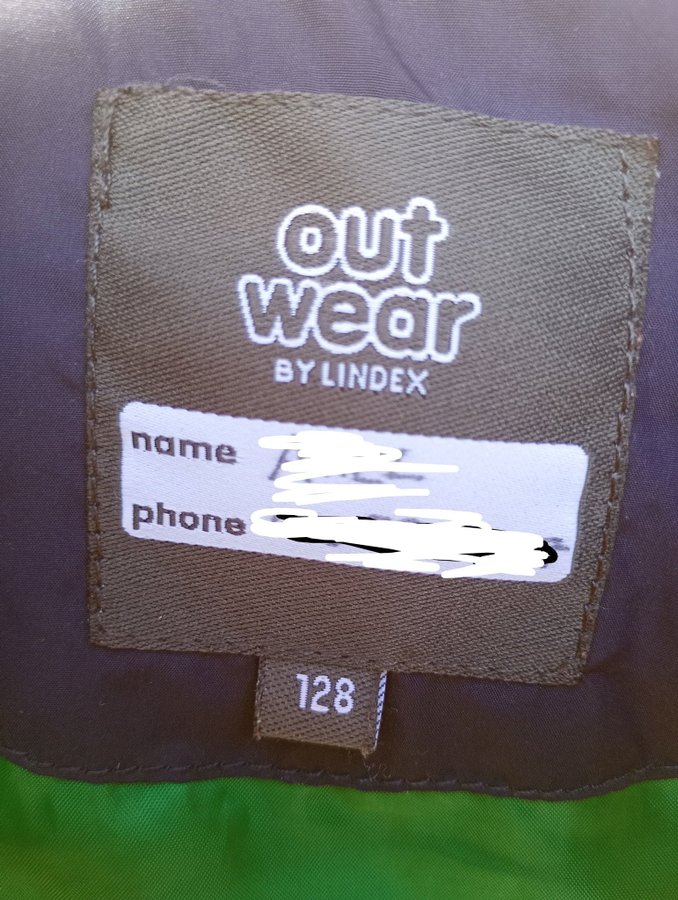 out
wear
BY LINDEX
name
phone
128